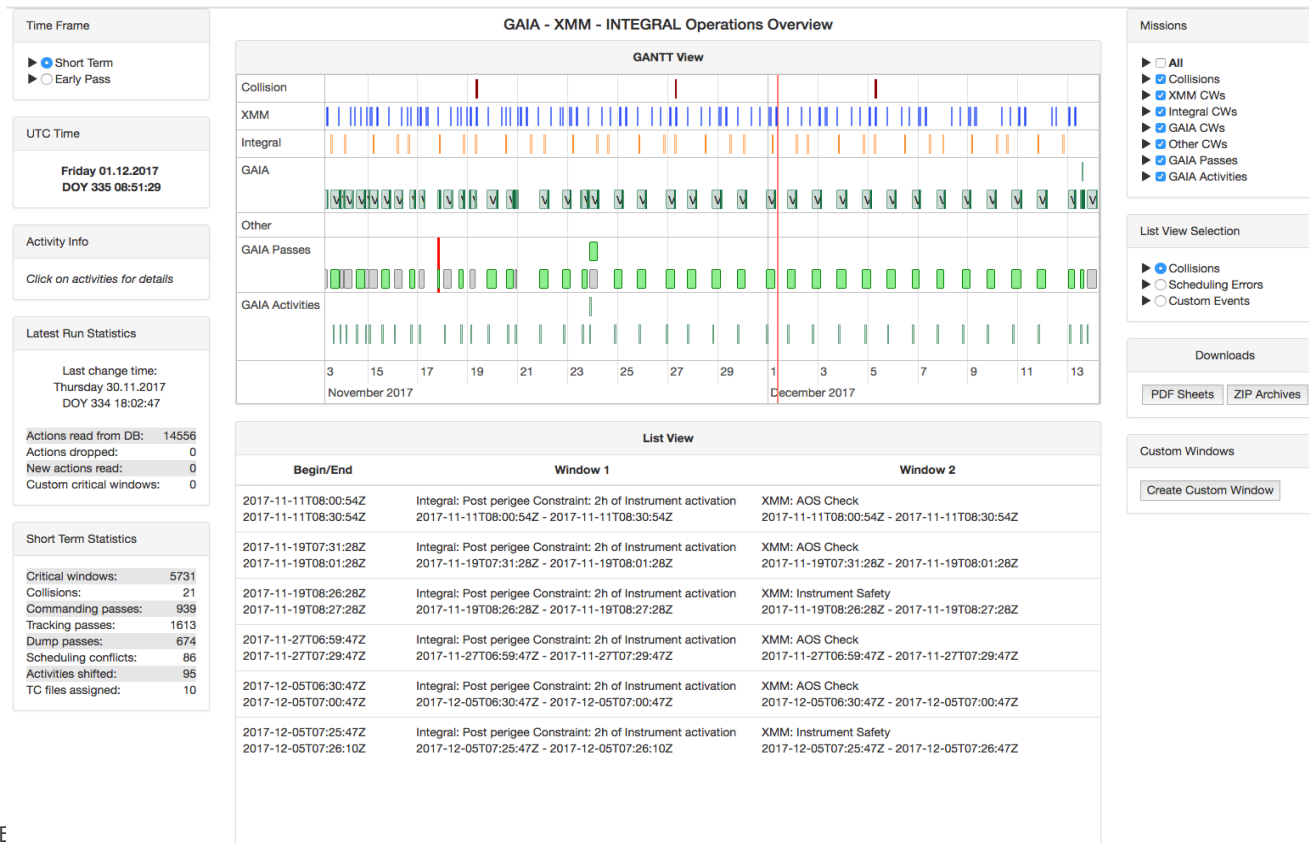 GAIA - XMM - INTEGRAL Operations Overview
Time Frame
Short Term
Early Pass
UTC Time
Friday 01.12.2017
DOY 335 08:51:29
Activity Info
Click on activities for details
Latest Run Statistics
Last change time:
Thursday 30.11.2017
DOY 334 18:02:47
Actions read from DB: 14556
Actions dropped: 0
New actions read: 0
Custom critical windows: 0
Short Term Statistics
Critical windows: 5731
Collisions: 21
Commanding passes: 939
Tracking passes: 1613
Dump passes: 674
Scheduling conflicts: 86
Activities shifted: 95
TC files assigned: 10
GANTT View
Collision
XMM
Integral
GAIA
Other
GAIA Passes
GAIA Activities
3 15 17 19 21 23 25 27 29 1 3 5 7 9 11 13
November 2017 December 2017
List View
Begin/End Window 1 Window 2
2017-11-11T08:00:54Z Integral: Post perigee Constraint: 2h of Instrument activation XMM: AOS Check
2017-11-11T08:30:54Z 2017-11-11T08:00:54Z - 2017-11-11T08:30:54Z 2017-11-11T08:00:54Z - 2017-11-11T08:30:54Z
2017-11-19T07:31:28Z Integral: Post perigee Constraint: 2h of Instrument activation XMM: AOS Check
2017-11-19T08:01:28Z 2017-11-19T07:31:28Z - 2017-11-19T08:01:28Z 2017-11-19T07:31:28Z - 2017-11-19T08:01:28Z
2017-11-19T08:26:28Z Integral: Post perigee Constraint: 2h of Instrument activation XMM: Instrument Safety
2017-11-19T08:27:28Z 2017-11-19T08:26:28Z - 2017-11-19T08:27:28Z 2017-11-19T08:26:28Z - 2017-11-19T08:27:28Z
2017-11-27T06:59:47Z Integral: Post perigee Constraint: 2h of Instrument activation XMM: AOS Check
2017-11-27T07:29:47Z 2017-11-27T06:59:47Z - 2017-11-27T07:29:47Z 2017-11-27T06:59:47Z - 2017-11-27T07:29:47Z
2017-12-05T06:30:47Z Integral: Post perigee Constraint: 2h of Instrument activation XMM: AOS Check
2017-12-05T07:00:47Z 2017-12-05T06:30:47Z - 2017-12-05T07:00:47Z 2017-12-05T06:30:47Z - 2017-12-05T07:00:47Z
2017-12-05T07:25:47Z Integral: Post perigee Constraint: 2h of Instrument activation XMM: Instrument Safety
2017-12-05T07:26:10Z 2017-12-05T07:25:47Z - 2017-12-05T07:26:10Z 2017-12-05T07:25:47Z - 2017-12-05T07:26:47Z
Missions
All
Collisions
XMM CWs
Integral CWs
GAIA CWs
Other CWs
GAIA Passes
GAIA Activities
List View Selection
Collisions
Scheduling Errors
Custom Events
Downloads
PDF Sheets ZIP Archives
Custom Windows
Create Custom Window